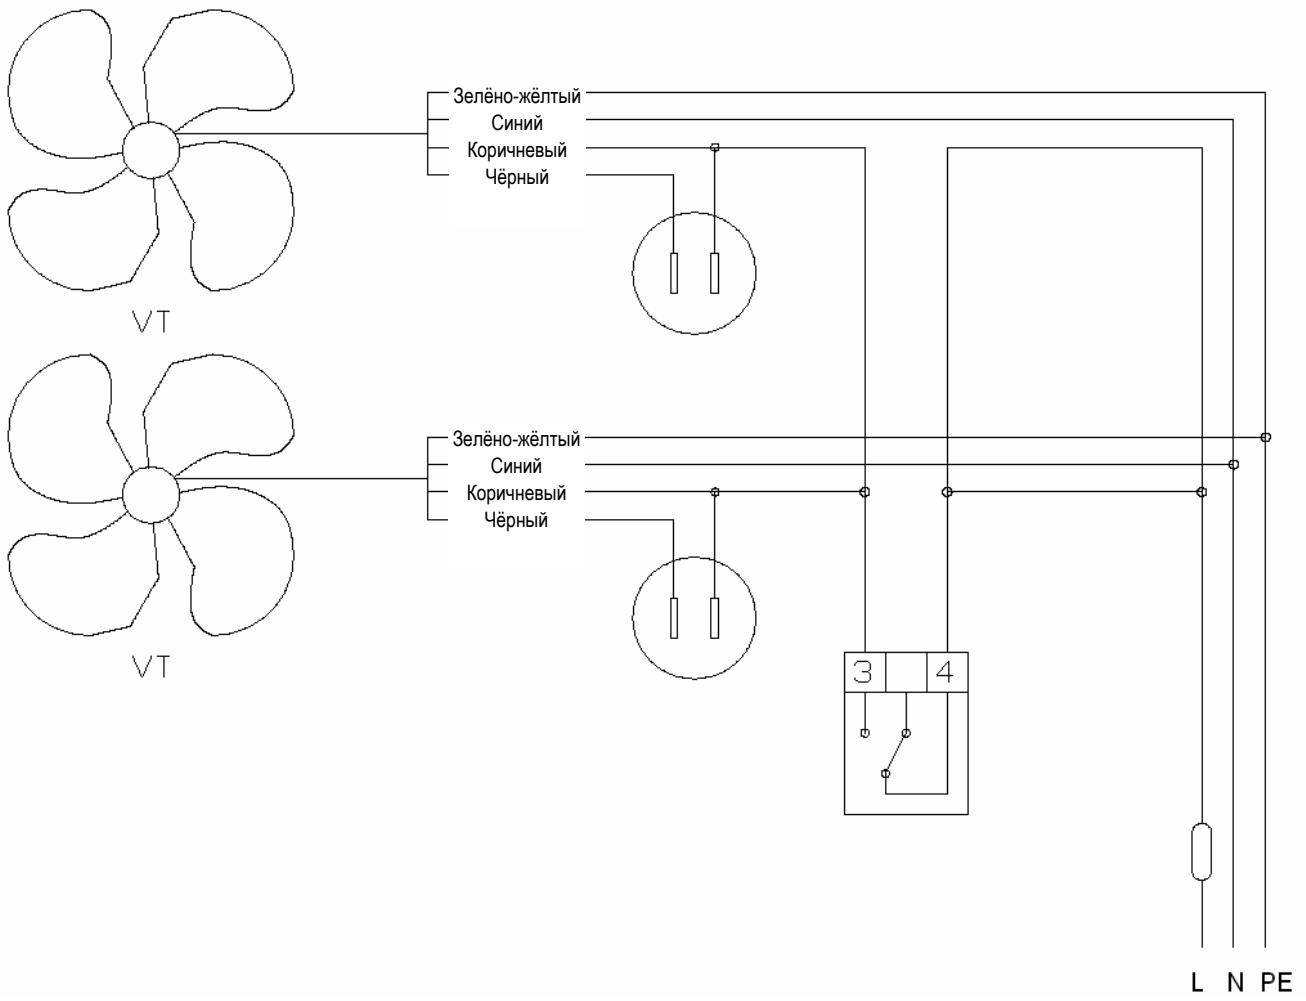 Зелёно-жёлтый
Синий
Коричневый
Чёрный
VT
Зелёно-жёлтый
Синий
Коричневый
Чёрный
VT
3 4
L N PE